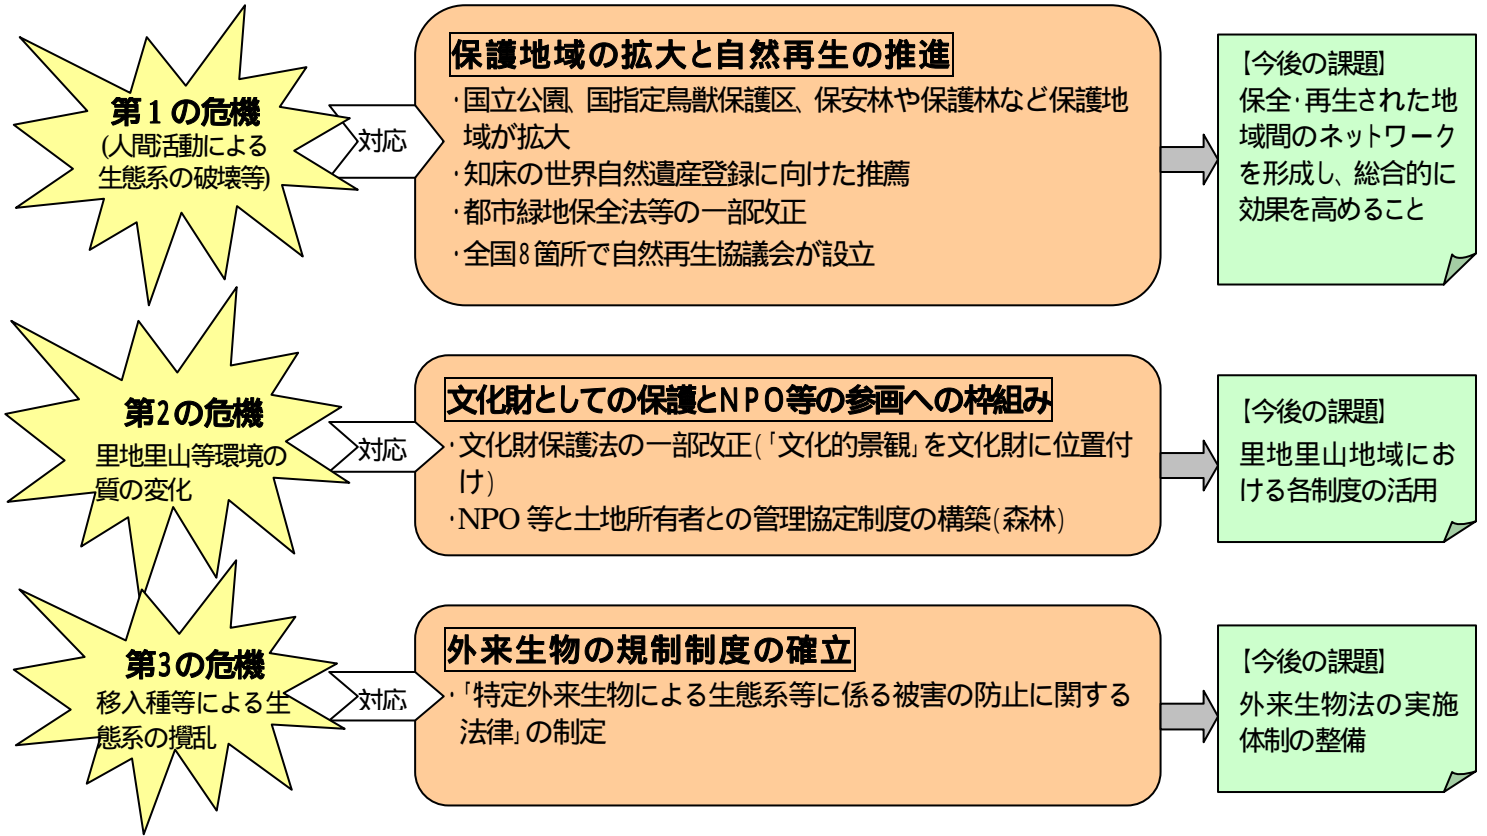 第1の危機
(人間活動による
生態系の破壊等)
対応
保護地域の拡大と自然再生の推進
・国立公園、国指定鳥獣保護区、保安林や保護林など保護地
域が拡大
・知床の世界自然遺産登録に向けた推薦
・都市緑地保全法等の一部改正
・全国8箇所で自然再生協議会が設立
【今後の課題】
保全・再生された地
域間のネットワーク
を形成し、総合的に
効果を高めること
第2の危機
里地里山等環境の
質の変化
対応
文化財としての保護とNPO等の参画への枠組み
・文化財保護法の一部改正(「文化的景観」を文化財に位置付
け)
・NPO 等と土地所有者との管理協定制度の構築(森林)
【今後の課題】
里地里山地域にお
ける各制度の活用
第3の危機
移入種等による生
態系の攪乱
対応
外来生物の規制制度の確立
・「特定外来生物による生態系等に係る被害の防止に関する
法律」の制定
【今後の課題】
外来生物法の実施
体制の整備